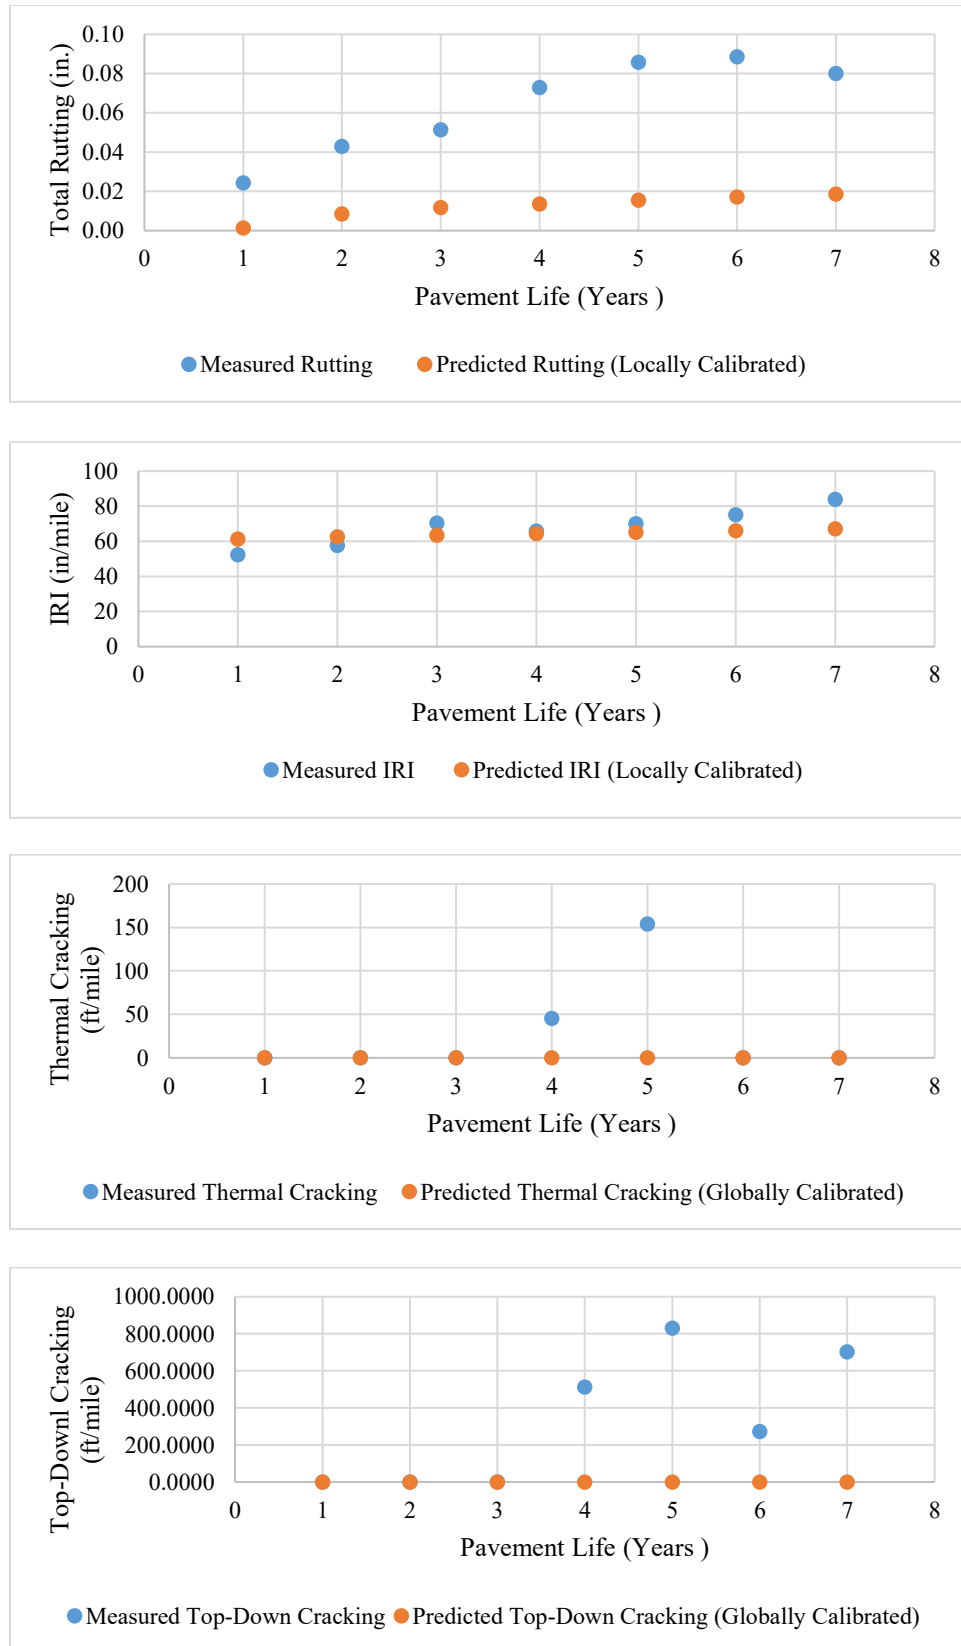 Total Rutting (in.)
0.10
0.08
0.06
0.04
0.02
0.00
0 1 2 3 4 5 6 7 8
Pavement Life (Years )
Measured Rutting Predicted Rutting (Locally Calibrated)
IRI (in/mile)
100
80
60
40
20
0
0 1 2 3 4 5 6 7 8
Pavement Life (Years )
Measured IRI Predicted IRI (Locally Calibrated)
Thermal Cracking
(ft/mile)
200
150
100
50
0
0 1 2 3 4 5 6 7 8
Pavement Life (Years )
Measured Thermal Cracking Predicted Thermal Cracking (Globally Calibrated)
Top-Downl Cracking
(ft/mile)
1000.0000
800.0000
600.0000
400.0000
200.0000
0.0000
0 1 2 3 4 5 6 7 8
Pavement Life (Years )
Measured Top-Down Cracking Predicted Top-Down Cracking (Globally Calibrated)